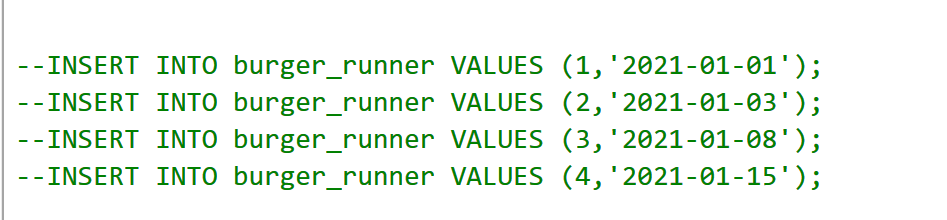 --INSERT INTO burger_runner VALUES (1,'2021-01-01');
--INSERT INTO burger_runner VALUES (2,'2021-01-03');
--INSERT INTO burger_runner VALUES (3,'2021-01-08');
--INSERT INTO burger_runner VALUES (4,'2021-01-15');